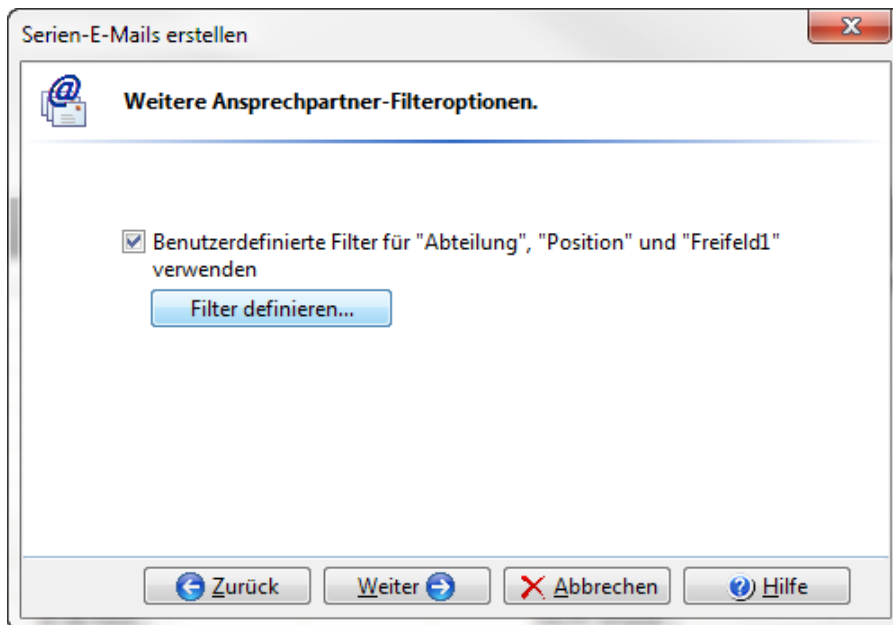 Serien-E-Mails erstellen
Weitere Ansprechpartner-Filteroptionen.
Benutzerdefinierte Filter für "Abteilung", "Position" und "Freifeld1"
verwenden
Filter definieren...
Zurück Weiter Abbrechen Hilfe